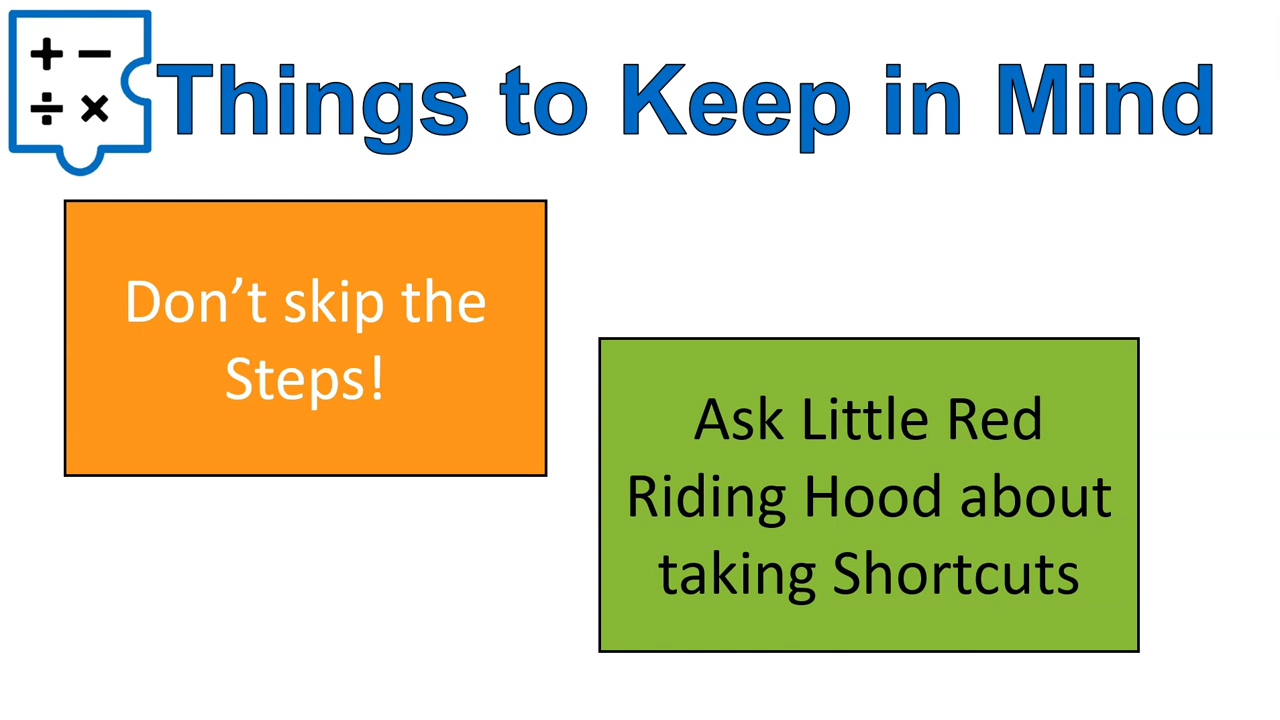 + −
÷ ×
Things to Keep in Mind
Don’t skip the
Steps!
Ask Little Red
Riding Hood about
taking Shortcuts